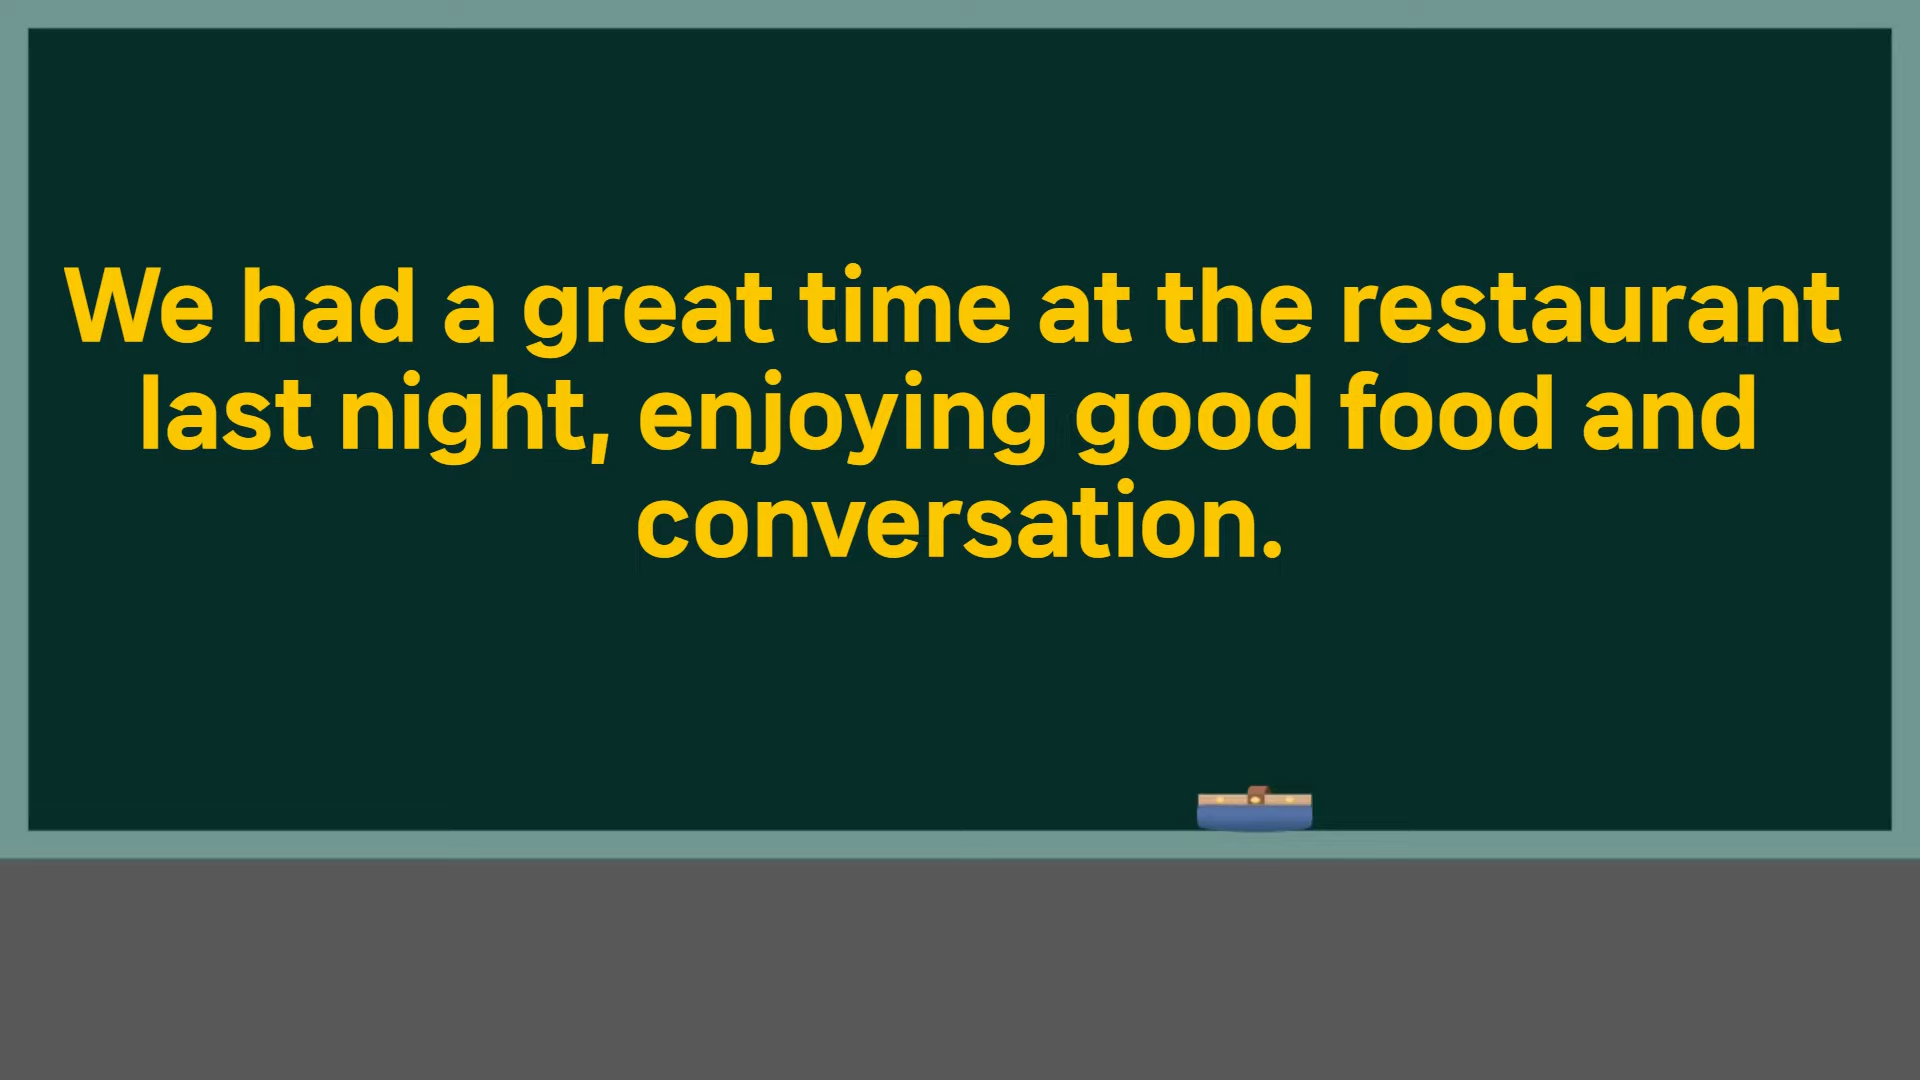 We had a great time at the restaurant
last night, enjoying good food and
conversation.